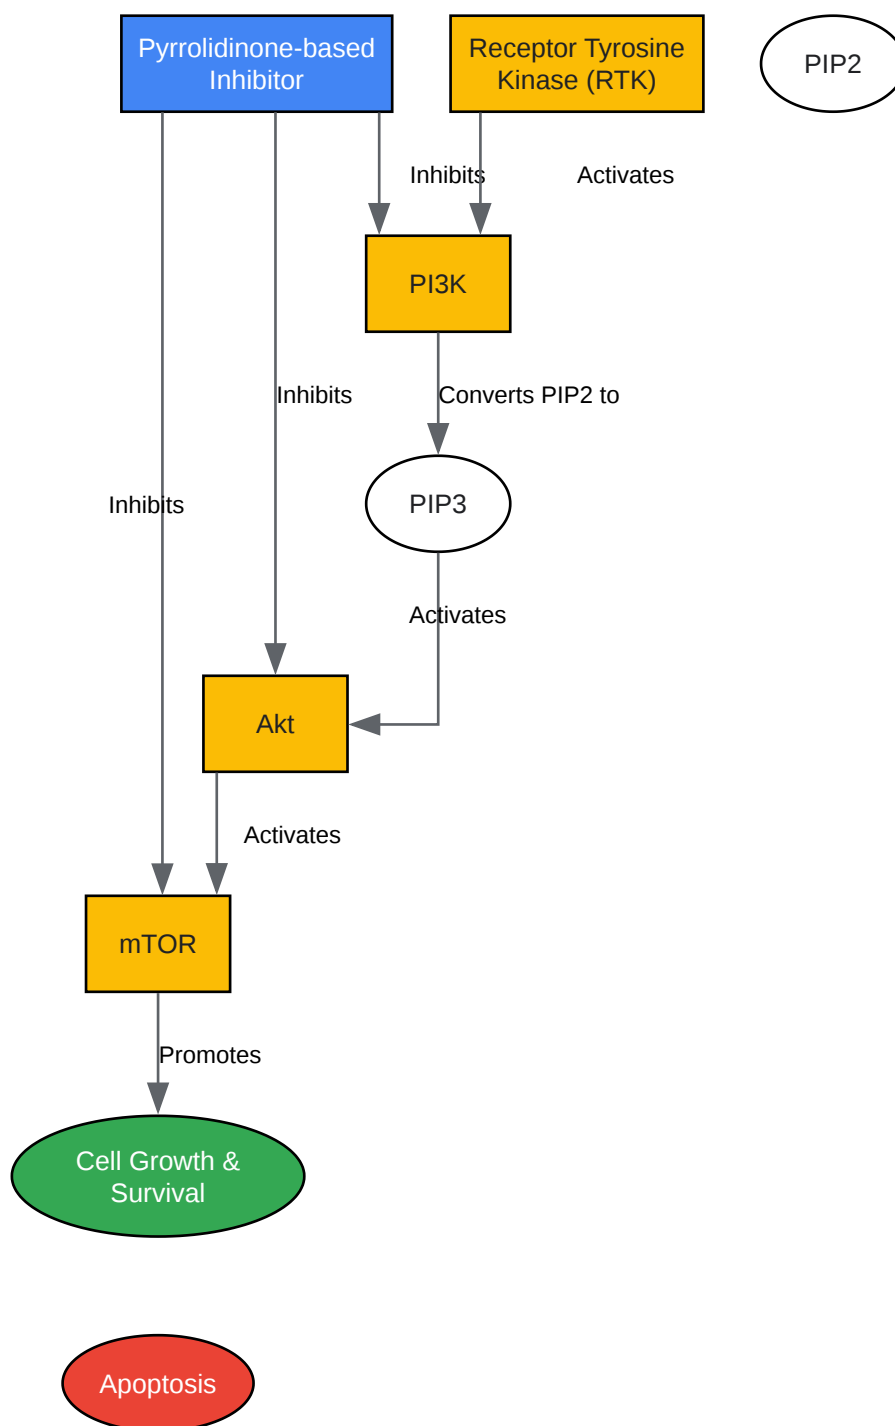 Pyrrolidinone-based
Inhibitor
Receptor Tyrosine
Kinase (RTK)
PIP2
Inhibits
Activates
PI3K
Inhibits
Converts PIP2 to
Inhibits
PIP3
Activates
Akt
Activates
mTOR
Promotes
Cell Growth &
Survival
Apoptosis